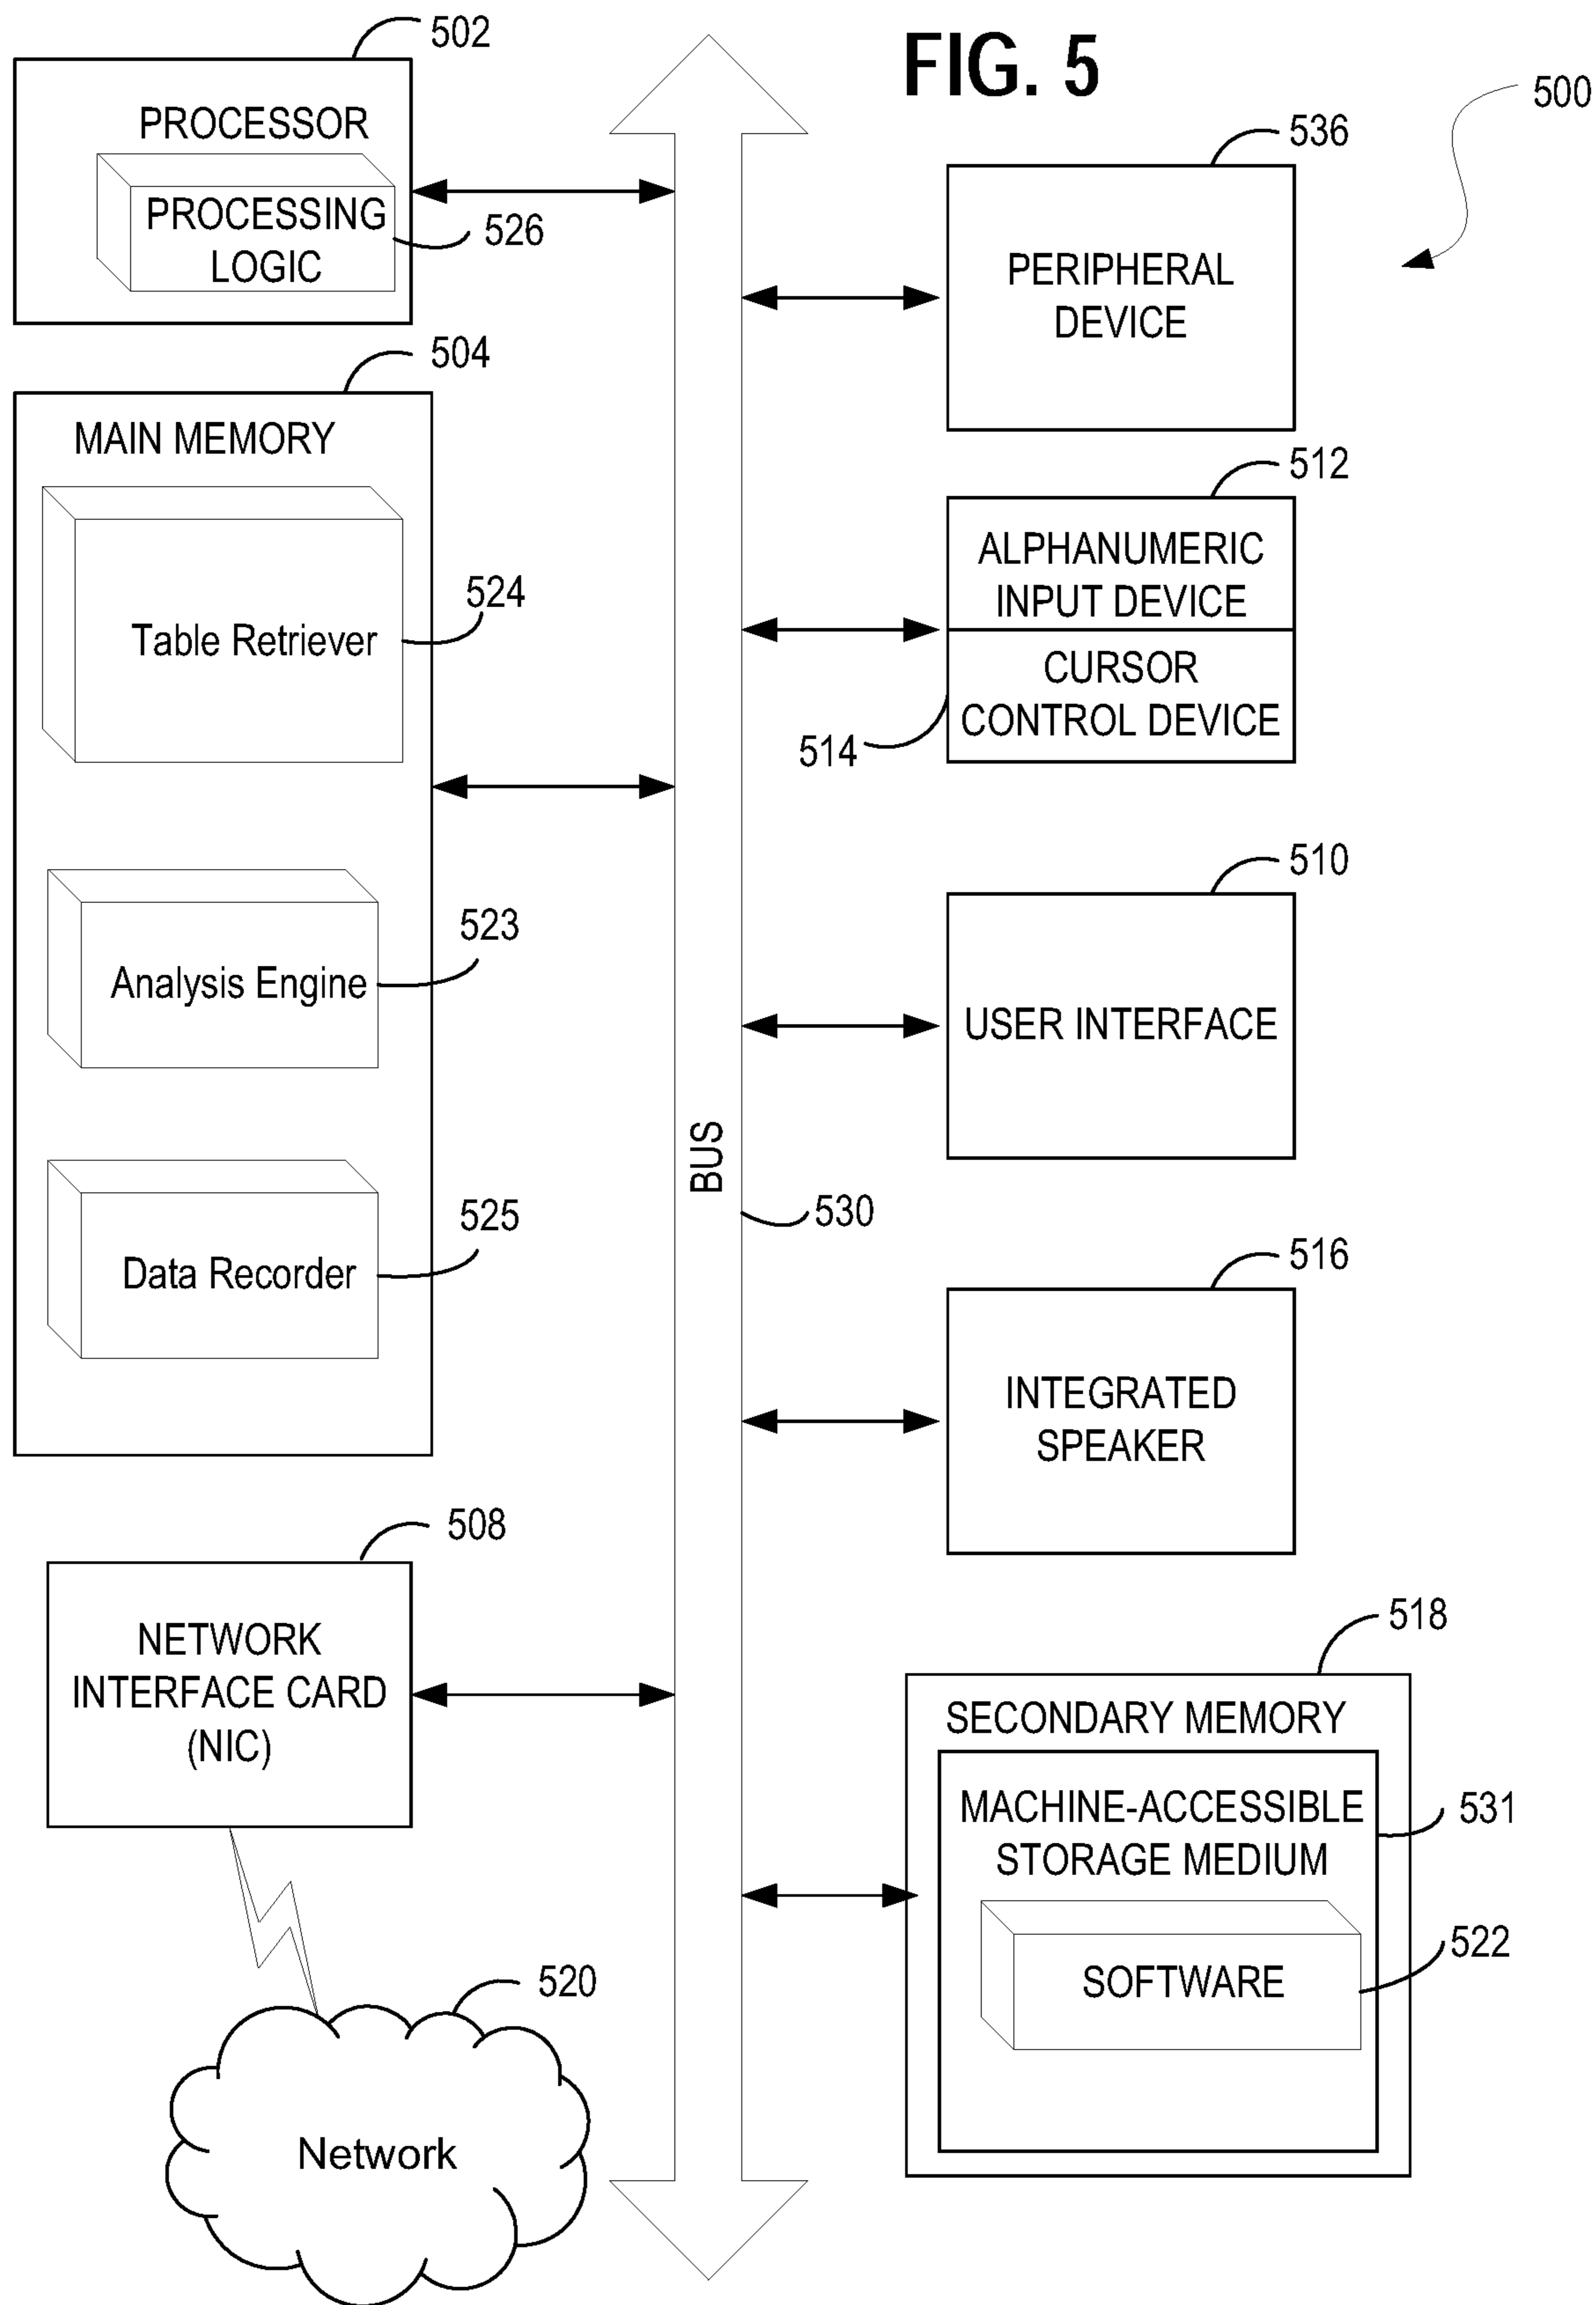 FIG. 5
500
502
PROCESSOR
PROCESSING
LOGIC
526
504
MAIN MEMORY
Table Retriever
524
Analysis Engine
523
Data Recorder
525
508
NETWORK
INTERFACE CARD
(NIC)
520
Network
BUS
530
536
PERIPHERAL
DEVICE
512
ALPHANUMERIC
INPUT DEVICE
CURSOR
CONTROL DEVICE
514
510
USER INTERFACE
516
INTEGRATED
SPEAKER
518
SECONDARY MEMORY
MACHINE-ACCESSIBLE
STORAGE MEDIUM
531
SOFTWARE
522